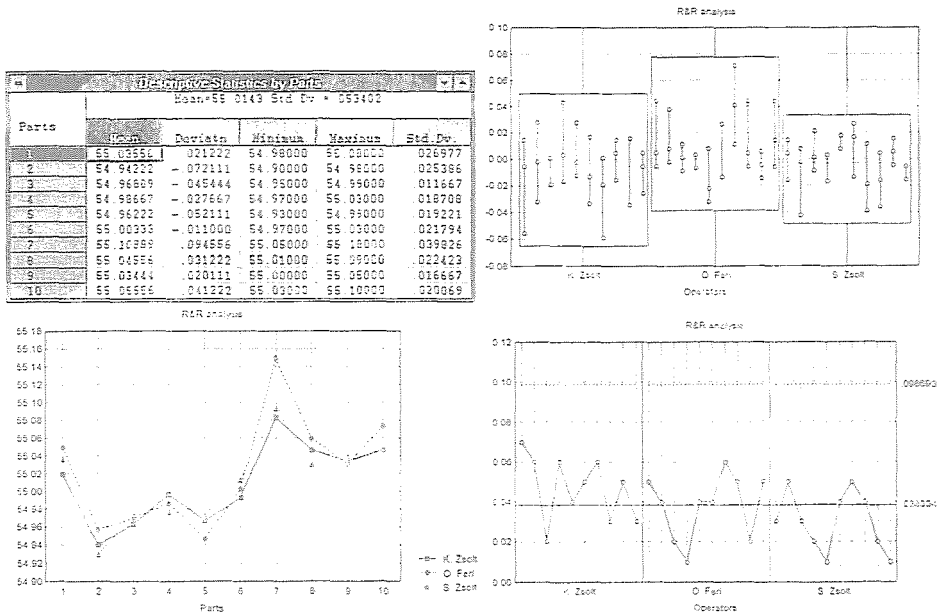 Descriptive Statistics by Parts
Mean=55.0143 Std.Dv.=.053402
Parts Mean Deviate Minimum Maximum Std.Dv.
1 55.03556 .021222 54.98000 55.08000 .026977
2 54.94222 -.072111 54.90000 54.98000 .025386
3 54.96889 -.045444 54.95000 54.99000 .011667
4 54.98667 -.027667 54.97000 55.03000 .018708
5 54.96222 -.052111 54.93000 54.99000 .019221
6 55.00333 -.011000 54.97000 55.03000 .021794
7 55.10889 .094556 55.05000 55.18000 .039826
8 55.04556 .031222 55.01000 55.09000 .022423
9 55.03444 .020111 55.00000 55.05000 .016667
10 55.05556 .041222 55.03000 55.10000 .020069
R&R analysis
0.10
0.08
0.06
0.04
0.02
0.00
-0.02
-0.04
-0.06
-0.08
K. Zsolt O Feri S Zsolt
Operators
R&R analysis
55.18
55.16
55.14
55.12
55.10
55.08
55.06
55.04
55.02
55.00
54.98
54.96
54.94
54.92
54.90
1 2 3 4 5 6 7 8 9 10
Parts
K. Zsolt
O Feri
S Zsolt
R&R analysis
0.12
0.10
0.08
0.06
0.04
0.02
0.00
K. Zsolt O Feri S Zsolt
Operators